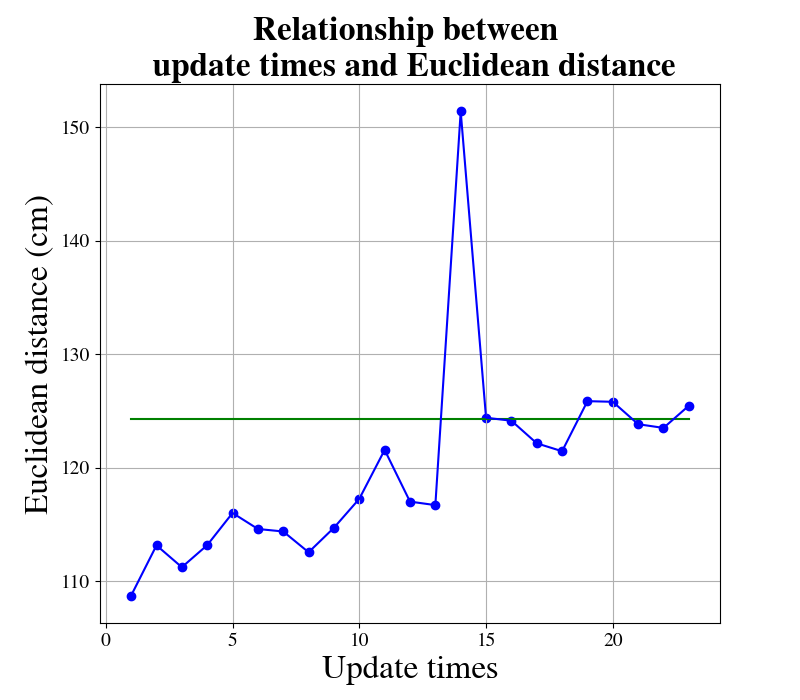 Relationship between
update times and Euclidean distance
Euclidean distance (cm)
150
140
130
120
110
0 5 10 15 20
Update times